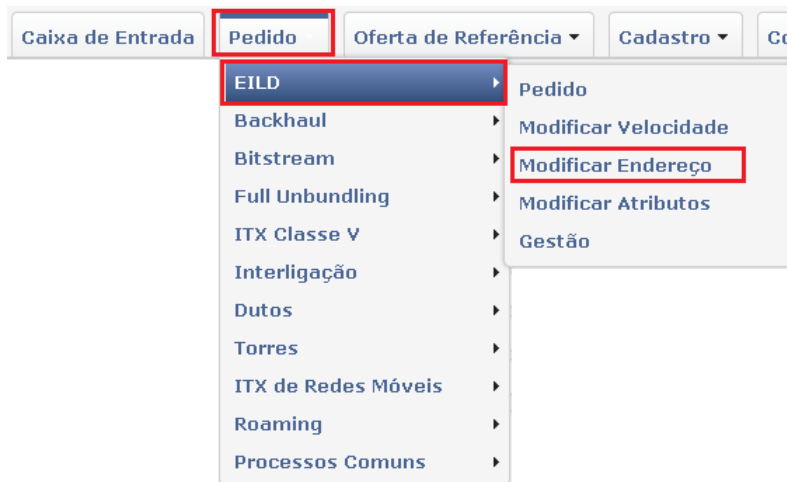 Caixa de Entrada
Pedido
Oferta de Referência
Cadastro
EILD
Pedido
Backhaul
Modificar Velocidade
Bitstream
Modificar Endereço
Full Unbundling
Modificar Atributos
ITX Classe V
Gestão
Interligação
Dutos
Torres
ITX de Redes Móveis
Roaming
Processos Comuns